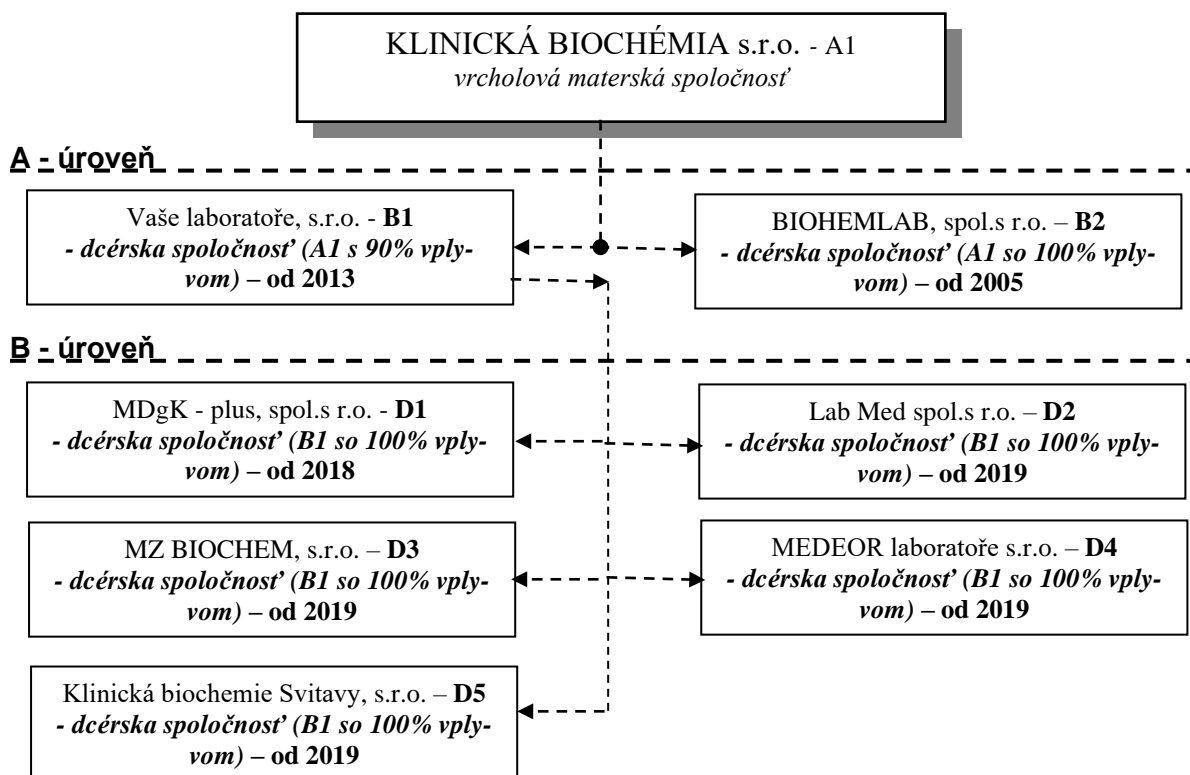 KLINICKÁ BIOCHÉMIA s.r.o. - A1
vrcholová materská spoločnosť
A - úroveň
Vaše laboratoře, s.r.o. - B1
- dcérska spoločnosť (A1 s 90% vply-
vom) – od 2013
BIOHEMLAB, spol.s r.o. – B2
- dcérska spoločnosť (A1 so 100% vply-
vom) – od 2005
B - úroveň
MDgK - plus, spol.s r.o. - D1
- dcérska spoločnosť (B1 so 100% vply-
vom) – od 2018
Lab Med spol.s r.o. – D2
- dcérska spoločnosť (B1 so 100% vply-
vom) – od 2019
MZ BIOCHEM, s.r.o. – D3
- dcérska spoločnosť (B1 so 100% vply-
vom) – od 2019
MEDEOR laboratoře s.r.o. – D4
- dcérska spoločnosť (B1 so 100% vply-
vom) – od 2019
Klinická biochemie Svitavy, s.r.o. – D5
- dcérska spoločnosť (B1 so 100% vply-
vom) – od 2019